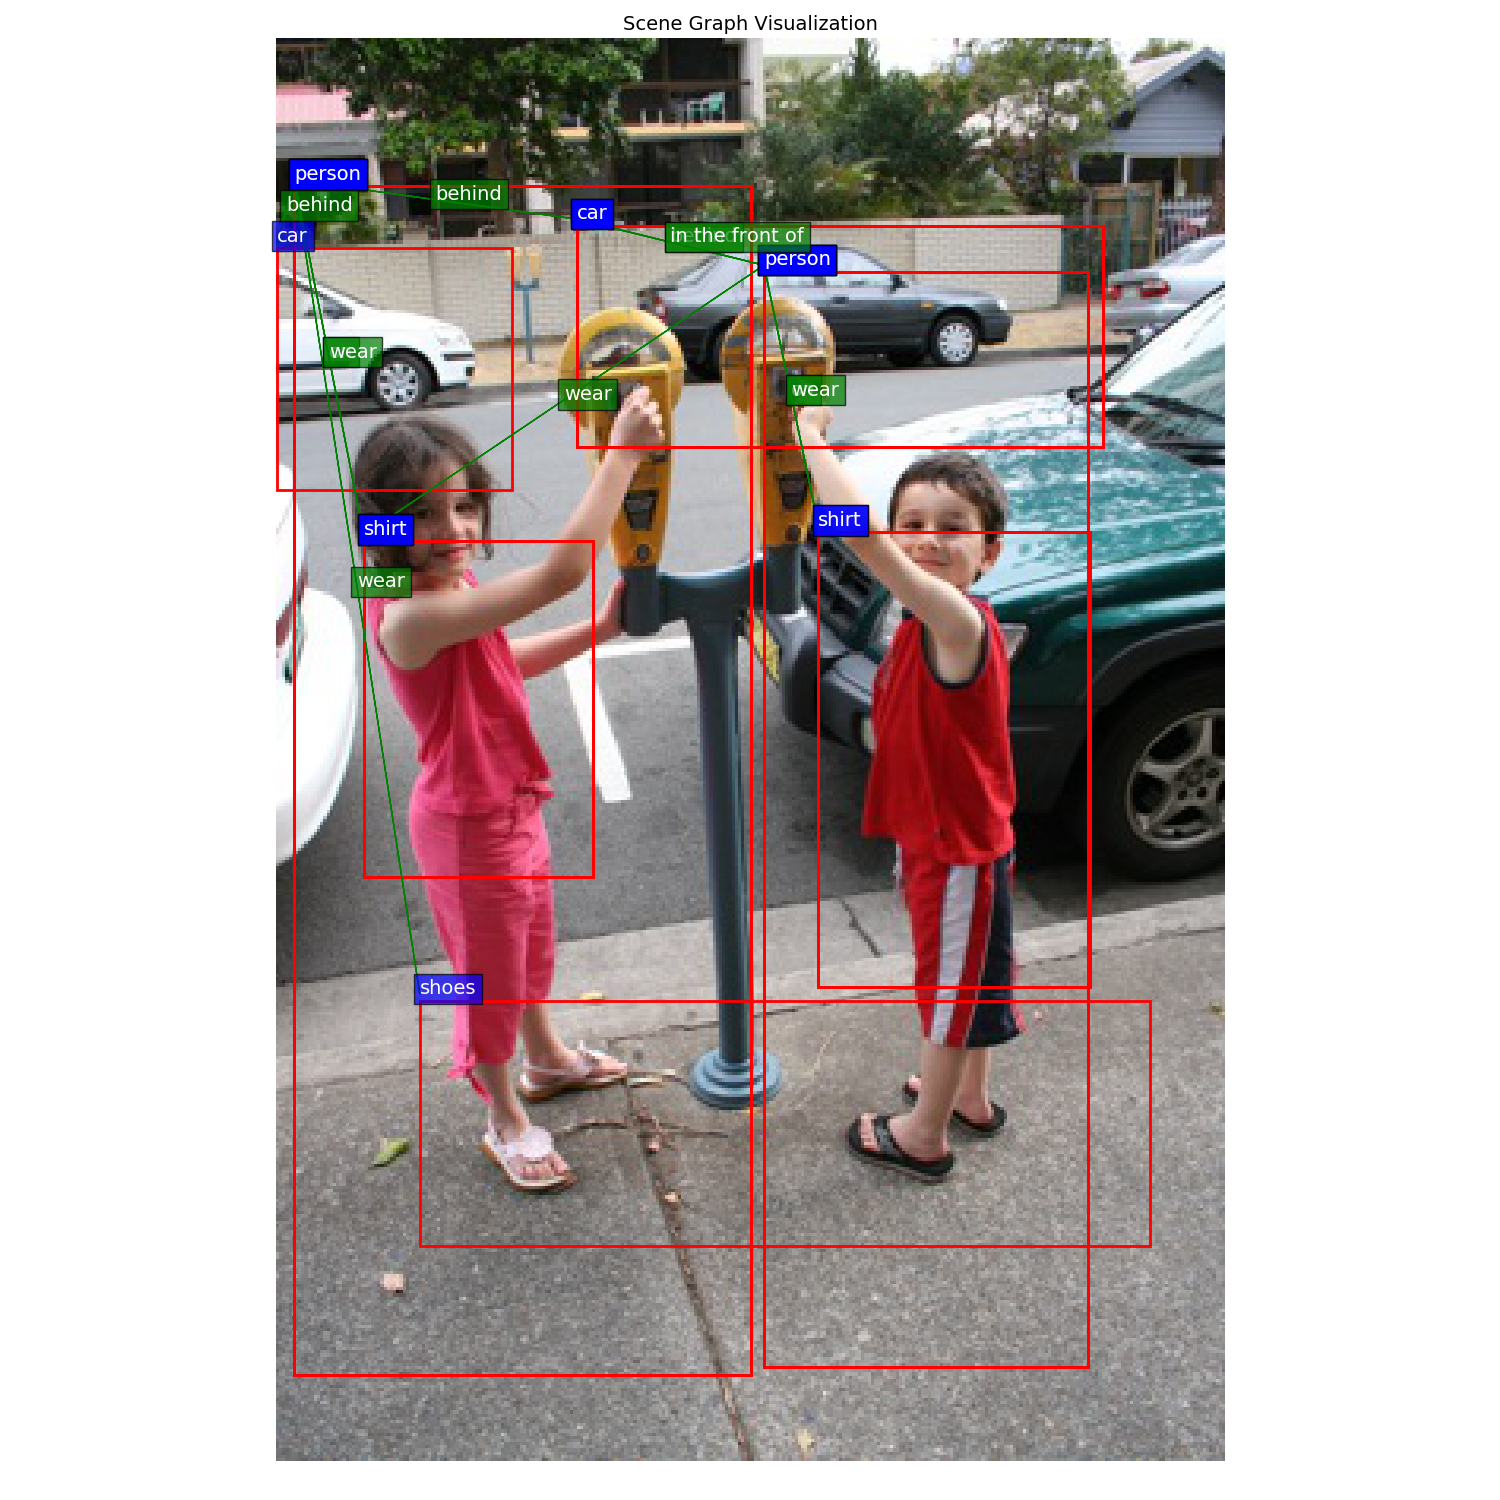 Scene Graph Visualization
person
behind
behind
car
car
in the front of
person
wear
wear
wear
shirt
shirt
wear
shoes